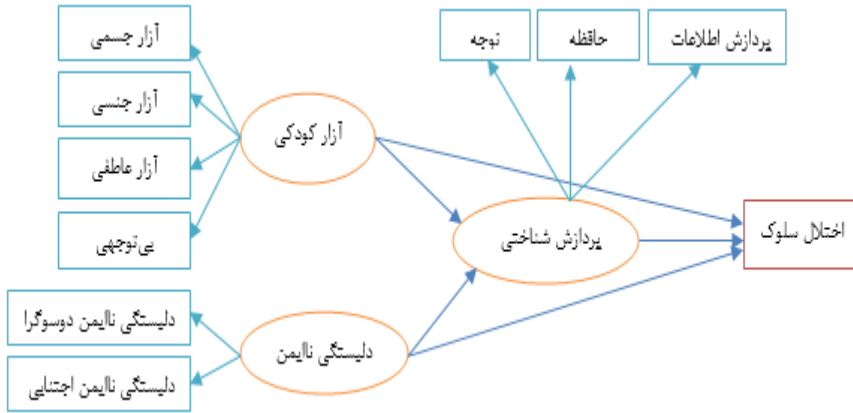 آزار جسمی
توجه
حافظه
پردازش اطلاعات
آزار جنسی
آزار کودکی
آزار عاطفی
اختلال سلوک
پردازش شناختی
بی‌توجهی
دلبستگی ناایمن دوسوگرا
دلبستگی ناایمن
دلبستگی ناایمن اجتنابی